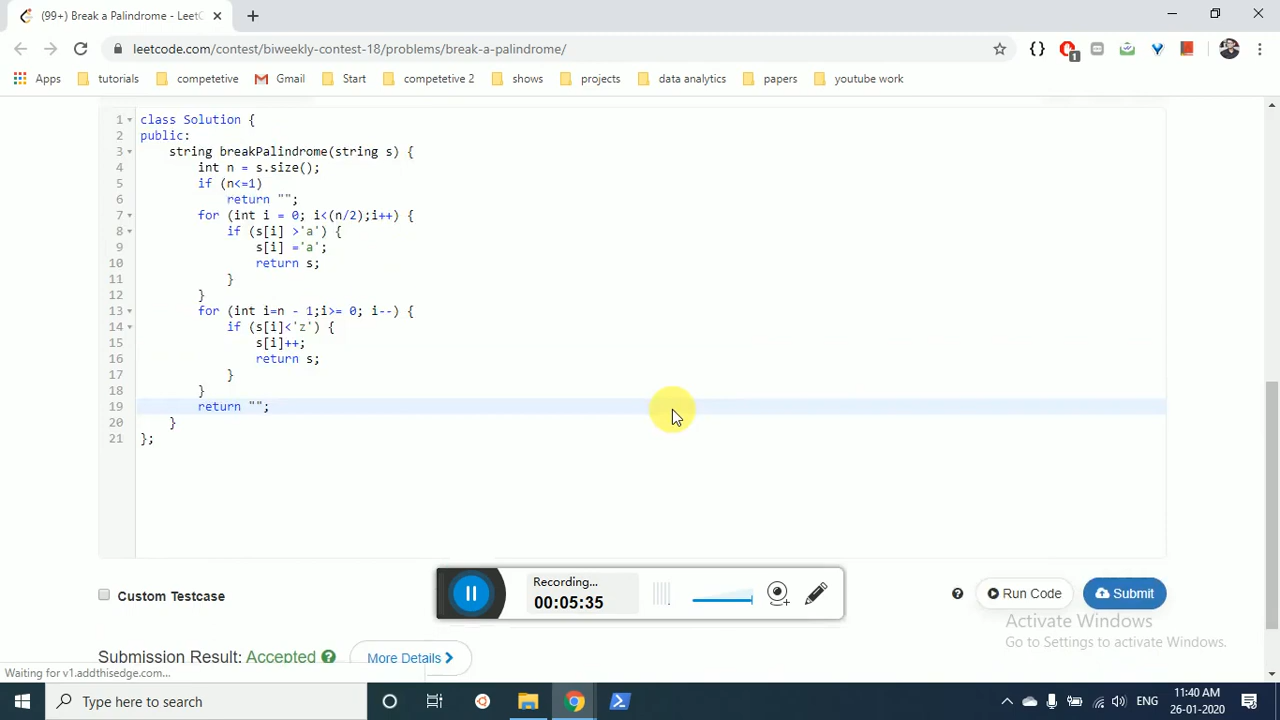 (99+) Break a Palindrome - LeetC
leetcode.com/contest/biweekly-contest-18/problems/break-a-palindrome/
1
Apps tutorials competetive Gmail Start competetive 2 shows projects data analytics papers youtube work
1 class Solution {
2 public:
3 string breakPalindrome(string s) {
4 int n = s.size();
5 if (n<=1)
6 return "";
7 for (int i = 0; i<(n/2);i++) {
8 if (s[i] >'a') {
9 s[i] ='a';
10 return s;
11 }
12 }
13 for (int i=n - 1;i>= 0; i--) {
14 if (s[i]<'z') {
15 s[i]++;
16 return s;
17 }
18 }
19 return "";
20 }
21 };
Recording...
00:05:35
Custom Testcase
? Run Code Submit
Activate Windows
Go to Settings to activate Windows.
Submission Result: Accepted ? More Details
Waiting for v1.addthisedge.com...
Type here to search
ENG
11:40 AM
26-01-2020